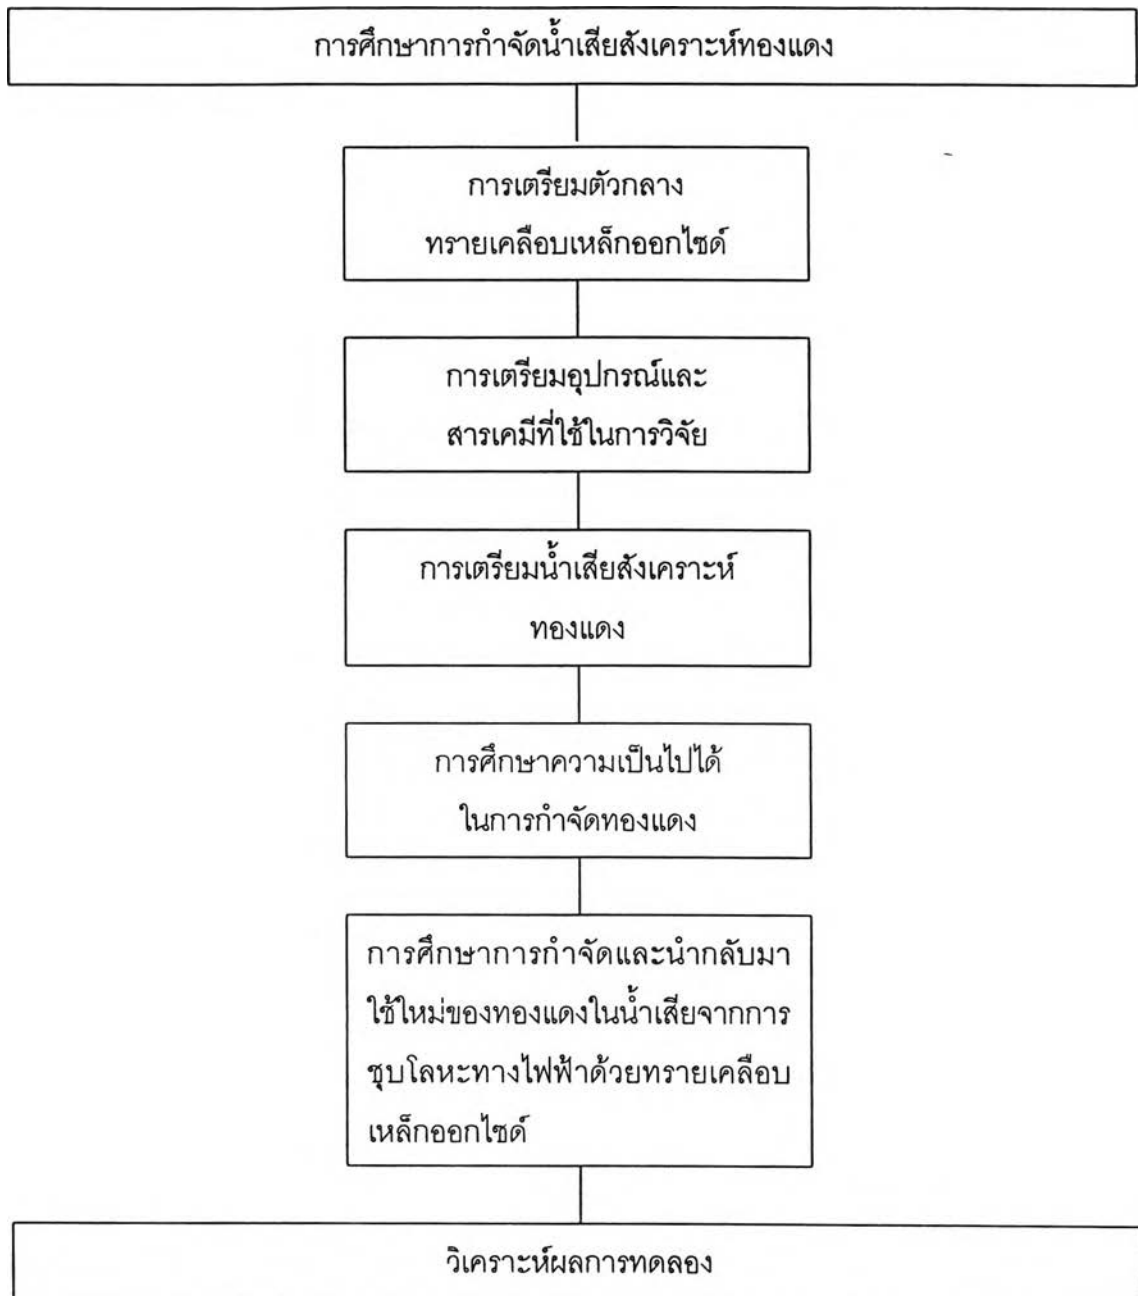 การศึกษาการกำจัดน้ำเสียสังเคราะห์ทองแดง
การเตรียมตัวกลาง
ทรายเคลือบเหล็กออกไซด์
การเตรียมอุปกรณ์และ
สารเคมีที่ใช้ในการวิจัย
การเตรียมน้ำเสียสังเคราะห์
ทองแดง
การศึกษาความเป็นไปได้
ในการกำจัดทองแดง
การศึกษาการกำจัดและนำกลับมา
ใช้ใหม่ของทองแดงในน้ำเสียจากการ
ชุบโลหะทางไฟฟ้าด้วยทรายเคลือบ
เหล็กออกไซด์
วิเคราะห์ผลการทดลอง